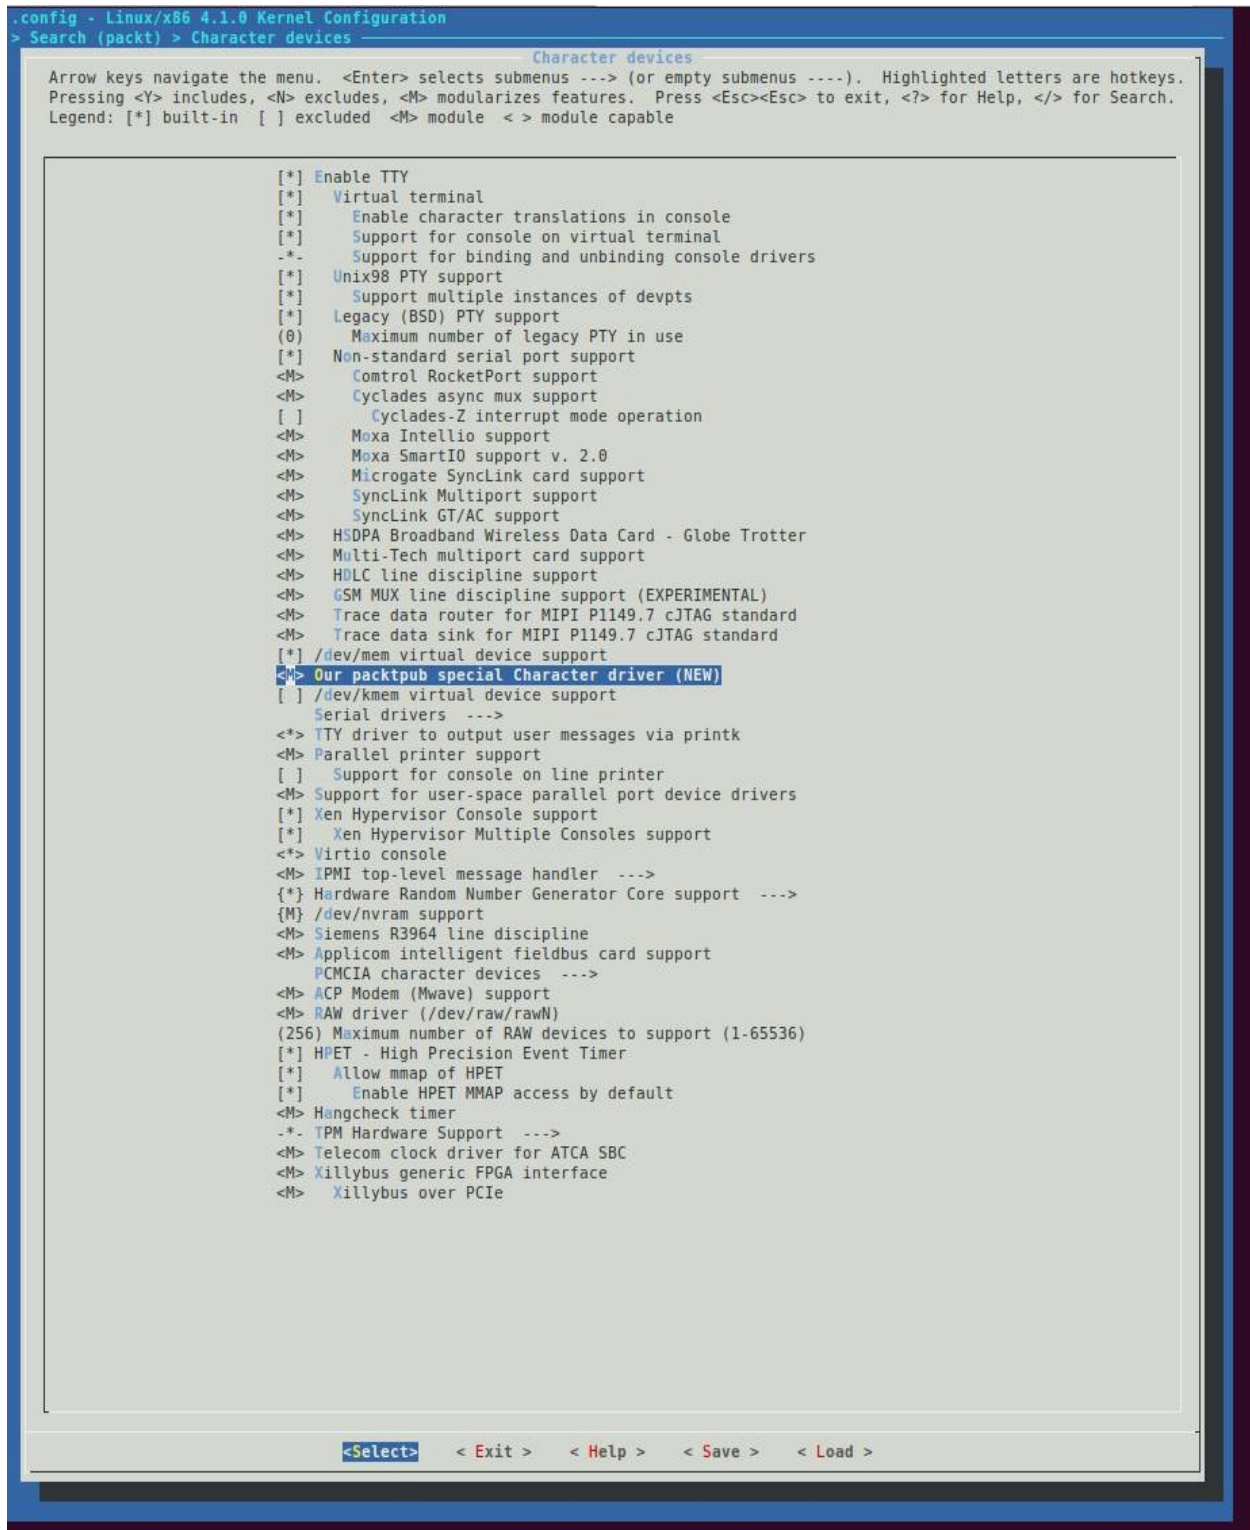 .config - Linux/x86 4.1.0 Kernel Configuration
> Search (packt) > Character devices
Character devices
Arrow keys navigate the menu.  <Enter> selects submenus ---> (or empty submenus ----).  Highlighted letters are hotkeys.
Pressing <Y> includes, <N> excludes, <M> modularizes features.  Press <Esc><Esc> to exit, <?> for Help, </> for Search.
Legend: [*] built-in  [ ] excluded  <M> module  < > module capable
[*] Enable TTY
[*]   Virtual terminal
[*]     Enable character translations in console
[*]     Support for console on virtual terminal
-*-     Support for binding and unbinding console drivers
[*]   Unix98 PTY support
[*]     Support multiple instances of devpts
[*]   Legacy (BSD) PTY support
(0)     Maximum number of legacy PTY in use
[*]   Non-standard serial port support
<M>     Comtrol RocketPort support
<M>     Cyclades async mux support
[ ]       Cyclades-Z interrupt mode operation
<M>     Moxa Intellio support
<M>     Moxa SmartIO support v. 2.0
<M>     Microgate SyncLink card support
<M>     SyncLink Multiport support
<M>     SyncLink GT/AC support
<M>   HSDPA Broadband Wireless Data Card - Globe Trotter
<M>   Multi-Tech multiport card support
<M>   HDLC line discipline support
<M>   GSM MUX line discipline support (EXPERIMENTAL)
<M>   Trace data router for MIPI P1149.7 cJTAG standard
<M>   Trace data sink for MIPI P1149.7 cJTAG standard
[*] /dev/mem virtual device support
<M> Our packtpub special Character driver (NEW)
[ ] /dev/kmem virtual device support
    Serial drivers  --->
<*> TTY driver to output user messages via printk
<M> Parallel printer support
[ ]   Support for console on line printer
<M> Support for user-space parallel port device drivers
[*] Xen Hypervisor Console support
[*]   Xen Hypervisor Multiple Consoles support
<*> Virtio console
<M> IPMI top-level message handler  --->
{*} Hardware Random Number Generator Core support  --->
{M} /dev/nvram support
<M> Siemens R3964 line discipline
<M> Applicom intelligent fieldbus card support
    PCMCIA character devices  --->
<M> ACP Modem (Mwave) support
<M> RAW driver (/dev/raw/rawN)
(256) Maximum number of RAW devices to support (1-65536)
[*] HPET - High Precision Event Timer
[*]   Allow mmap of HPET
[*]     Enable HPET MMAP access by default
<M> Hangcheck timer
-*- TPM Hardware Support  --->
<M> Telecom clock driver for ATCA SBC
<M> Xillybus generic FPGA interface
<M>   Xillybus over PCIe
<Select>    < Exit >    < Help >    < Save >    < Load >